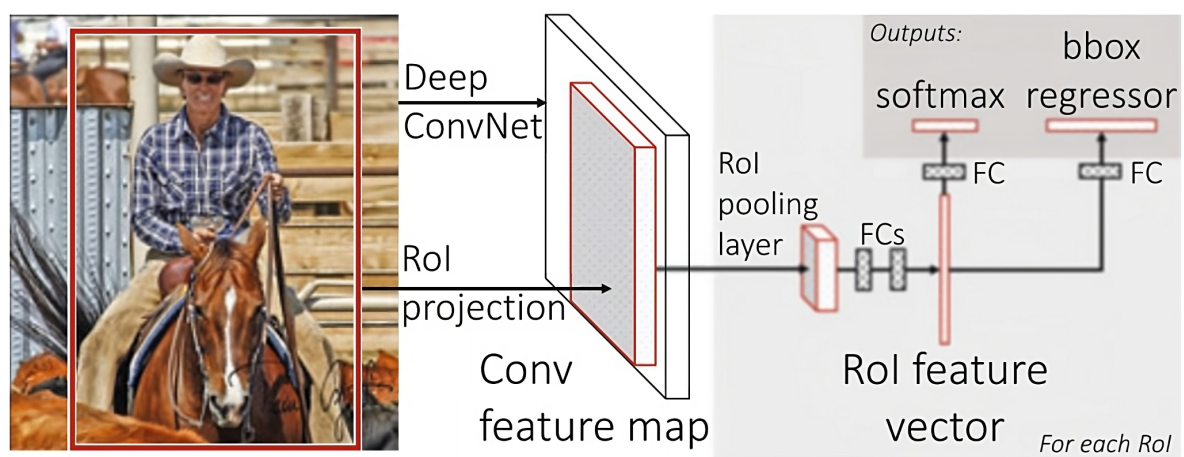 Deep
ConvNet
RoI
projection
Conv
feature map
RoI
pooling
layer
FCs
Outputs:
softmax
bbox
regressor
FC
FC
RoI feature
vector
For each RoI